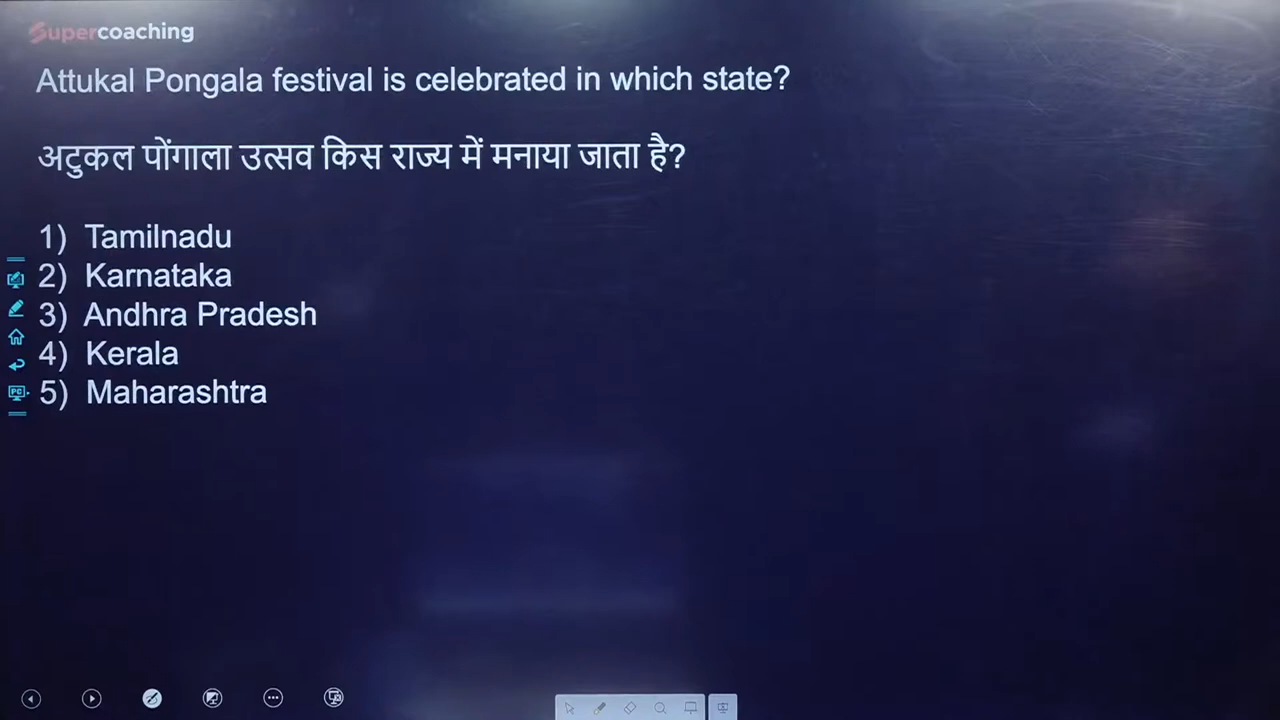 Supercoaching
Attukal Pongala festival is celebrated in which state?
अटुकल पोंगाला उत्सव किस राज्य में मनाया जाता है?
1) Tamilnadu
2) Karnataka
3) Andhra Pradesh
4) Kerala
PC
5) Maharashtra